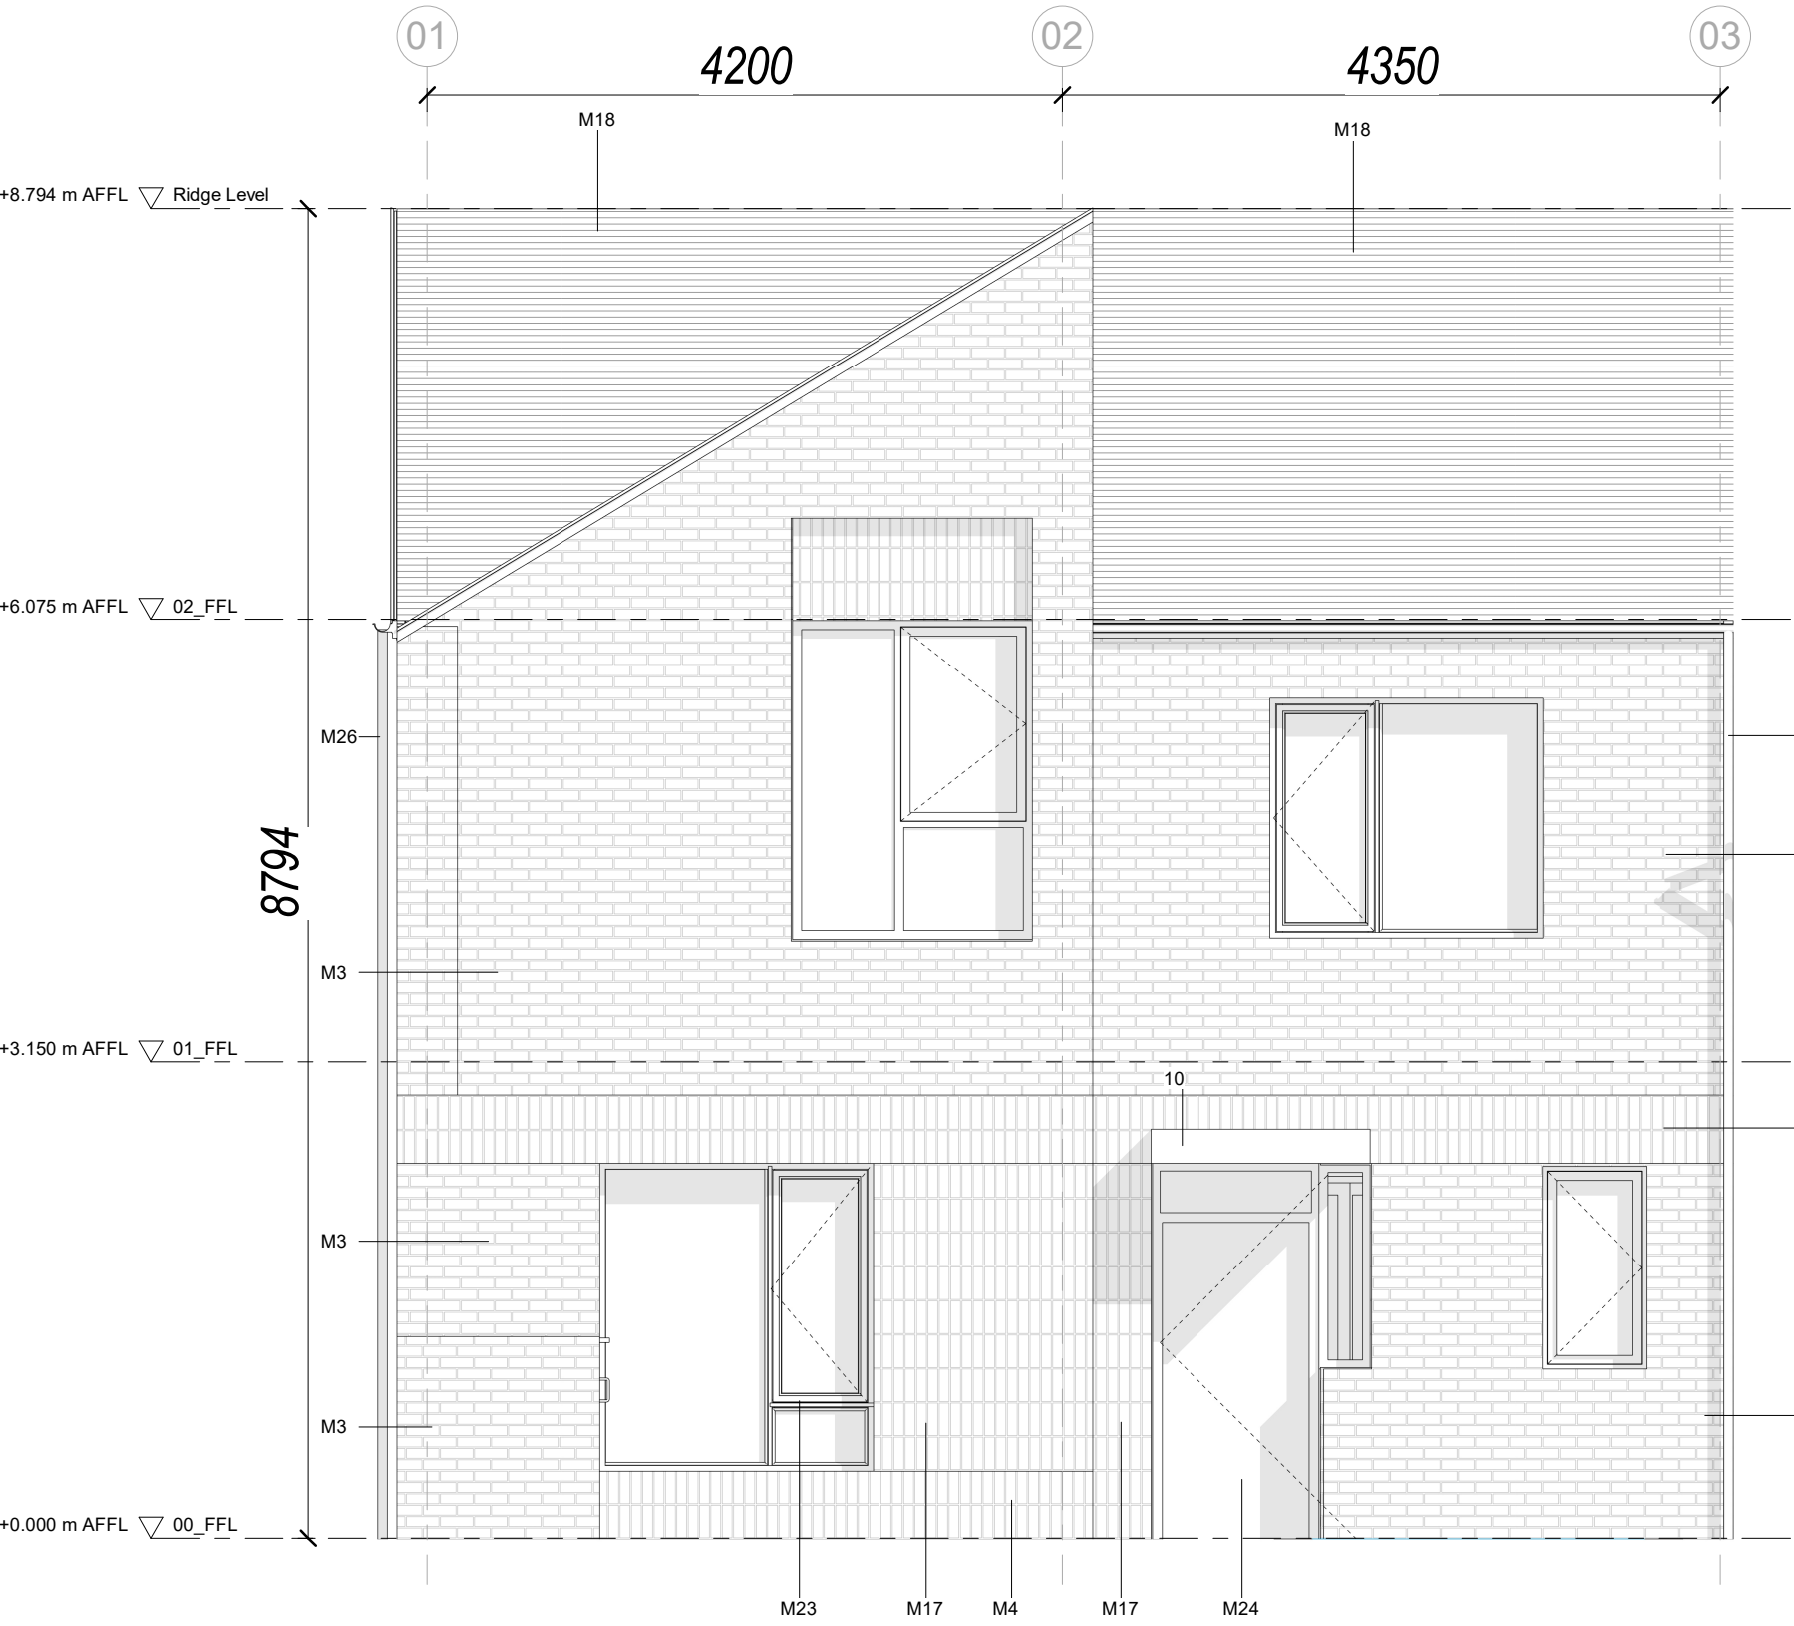 01 02 03
4200 4350
M18 M18
+8.794 m AFFL Ridge Level
+6.075 m AFFL 02_FFL
M26
8794
M3
+3.150 m AFFL 01_FFL
10
M3
M3
+0.000 m AFFL 00_FFL
M23 M17 M4 M17 M24